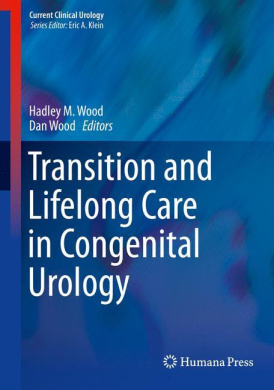 Current Clinical Urology
Series Editor: Eric A. Klein
Hadley M. Wood
Dan Wood Editors
Transition and
Lifelong Care
in Congenital
Urology
Humana Press